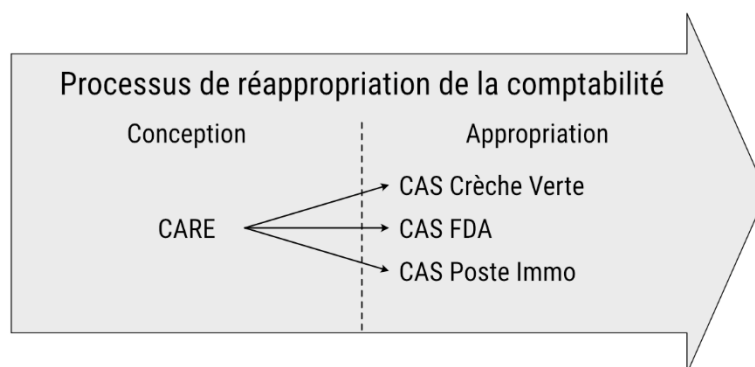 Processus de réappropriation de la comptabilité
Conception
Appropriation
CARE
CAS Crèche Verte
CAS FDA
CAS Poste Immo